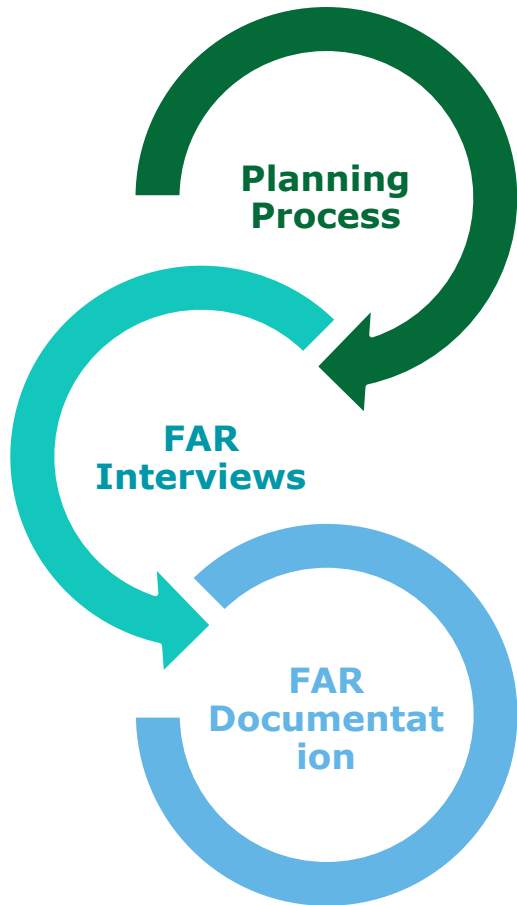 Planning
Process
FAR
Interviews
FAR
Documentat
ion